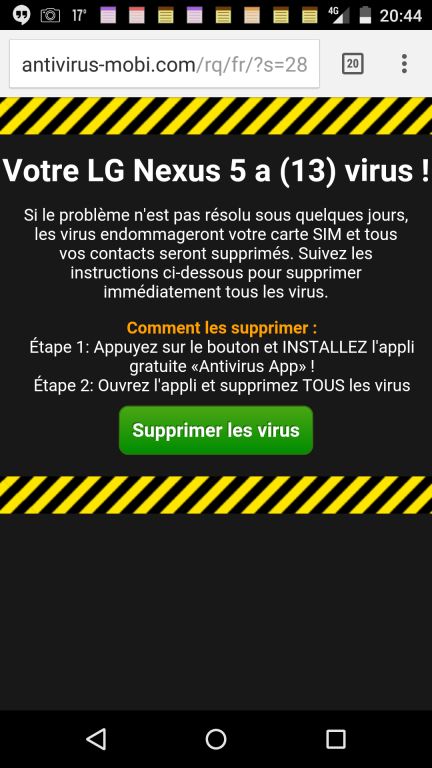 17°
4G
20:44
antivirus-mobi.com/rq/fr/?s=28
20
Votre LG Nexus 5 a (13) virus !
Si le problème n'est pas résolu sous quelques jours,
les virus endommageront votre carte SIM et tous
vos contacts seront supprimés. Suivez les
instructions ci-dessous pour supprimer
immédiatement tous les virus.
Comment les supprimer :
Étape 1: Appuyez sur le bouton et INSTALLEZ l'appli
gratuite «Antivirus App» !
Étape 2: Ouvrez l'appli et supprimez TOUS les virus
Supprimer les virus